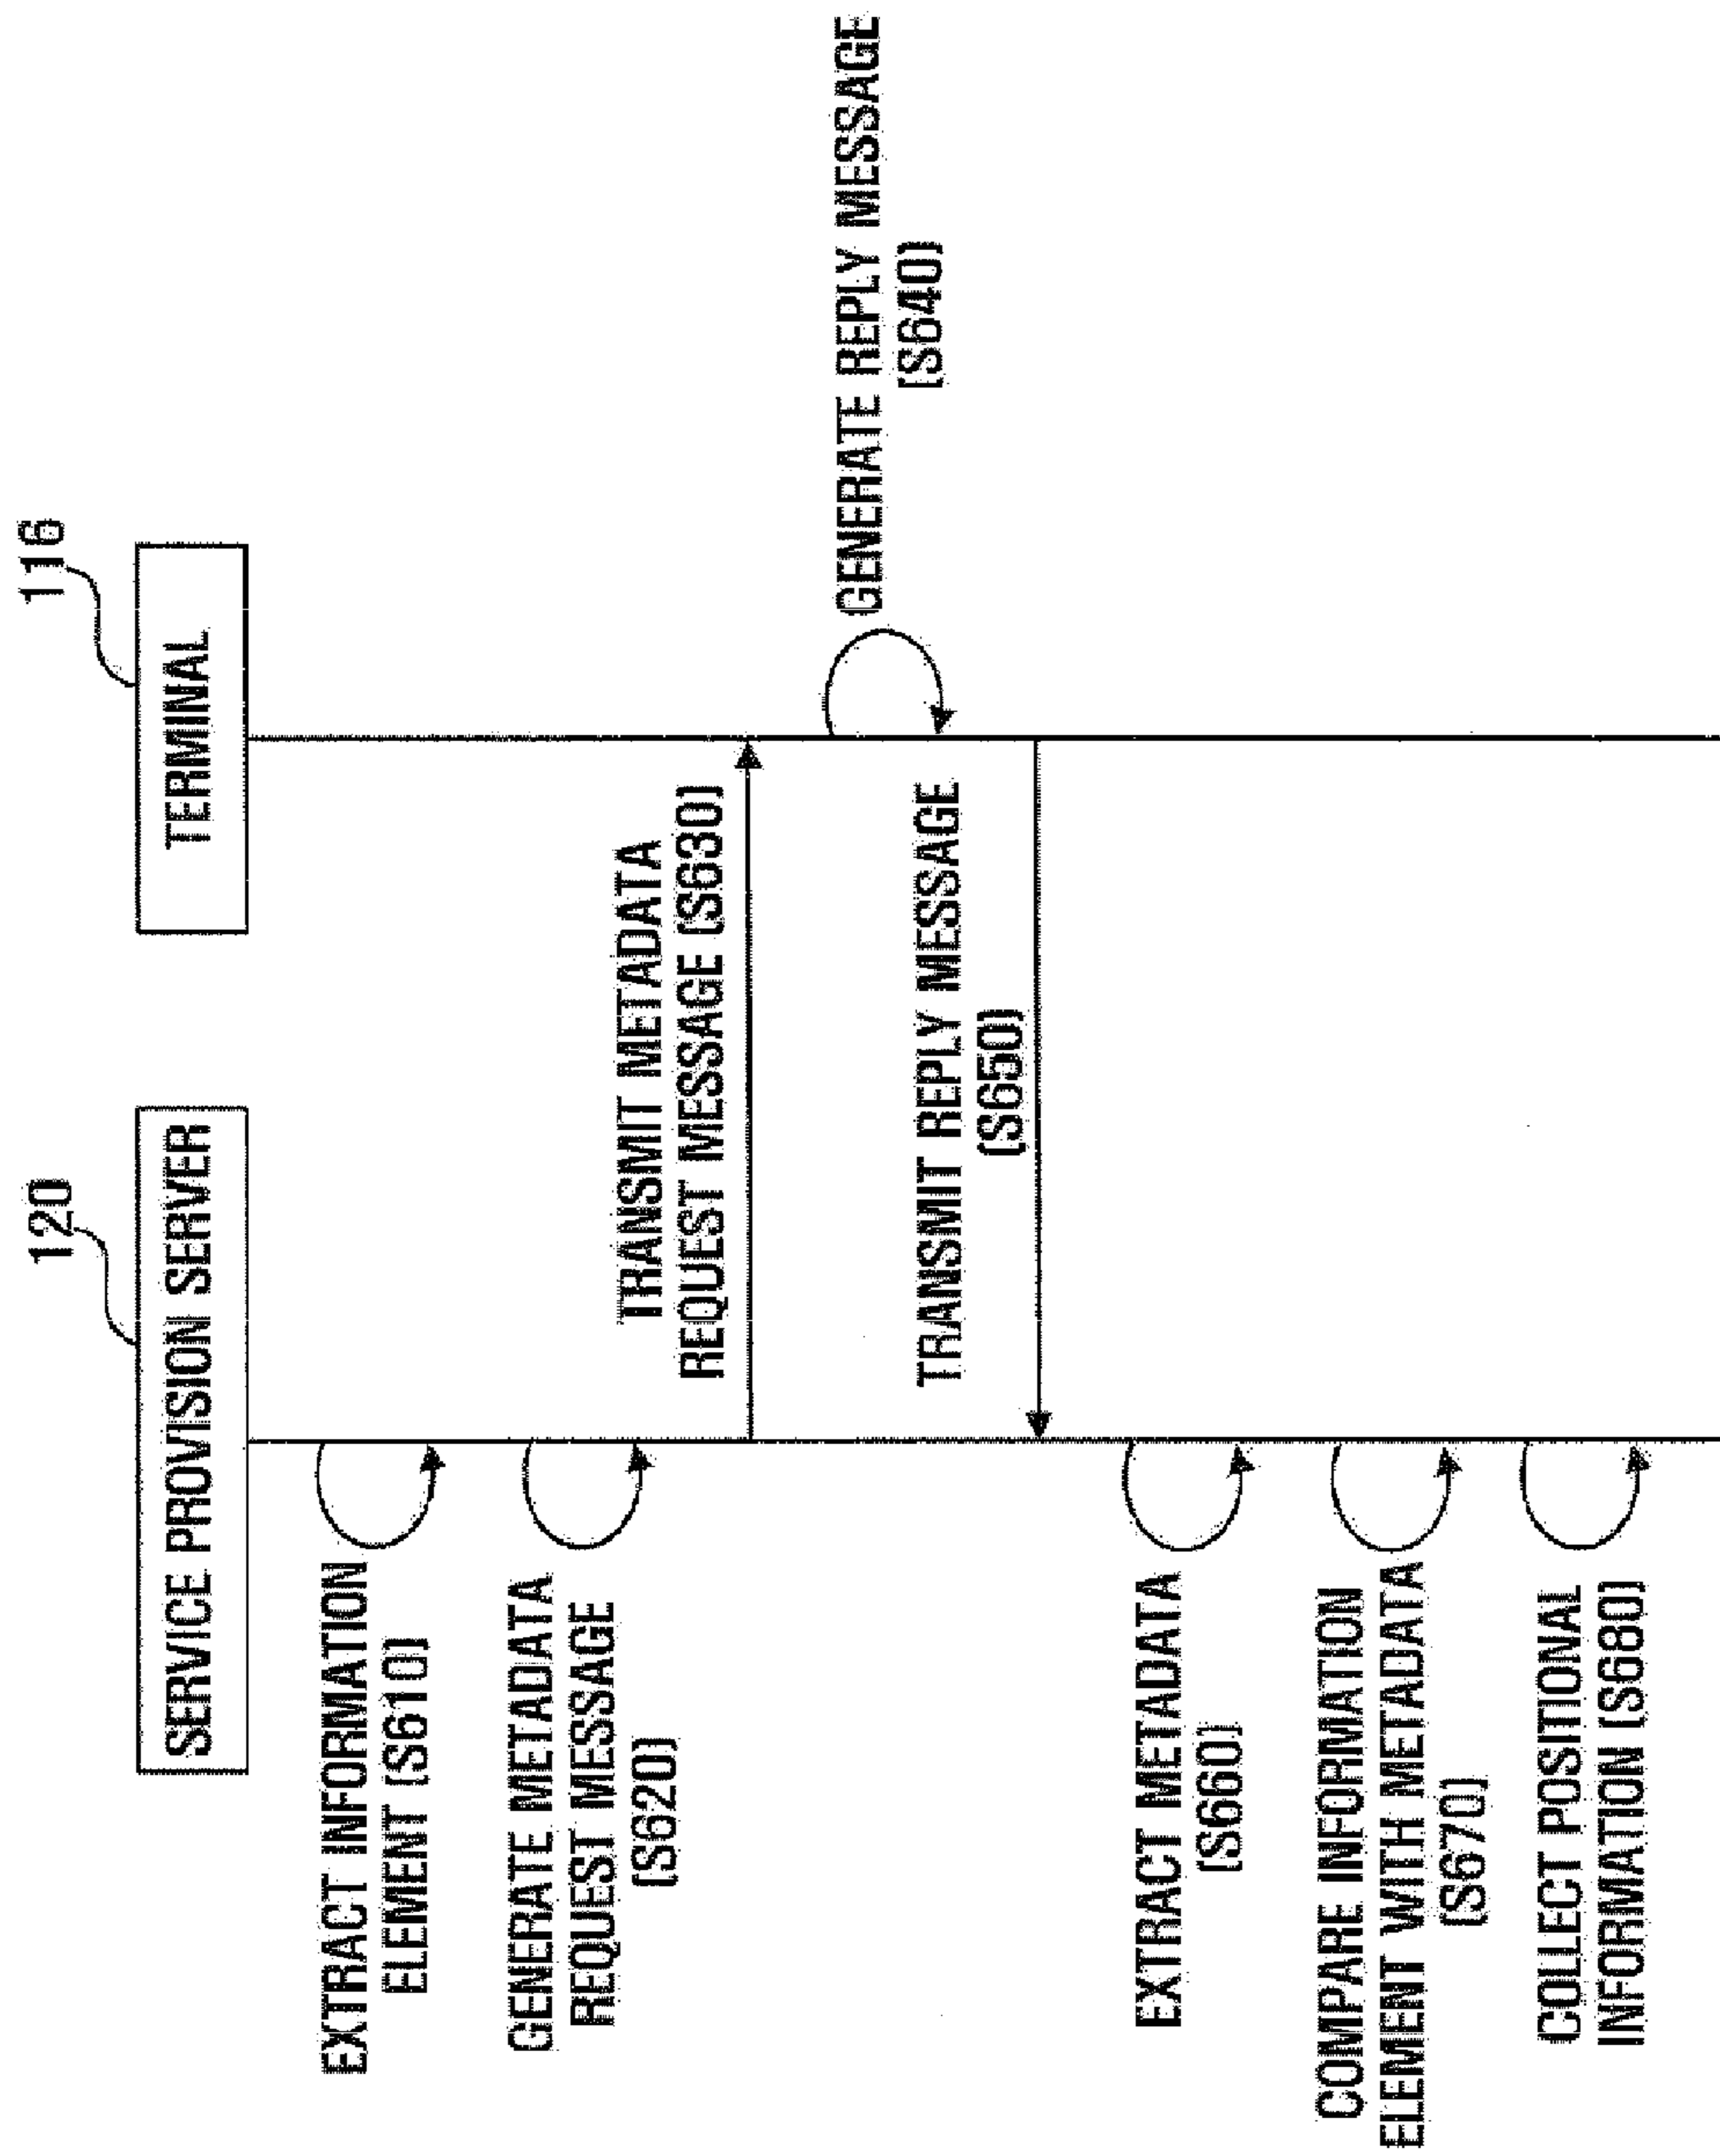 120
SERVICE PROVISION SERVER
116
TERMINAL
EXTRACT INFORMATION
ELEMENT (S610)
GENERATE METADATA
REQUEST MESSAGE
(S620)
TRANSMIT METADATA
REQUEST MESSAGE (S630)
GENERATE REPLY MESSAGE
(S640)
TRANSMIT REPLY MESSAGE
(S650)
EXTRACT METADATA
(S660)
COMPARE INFORMATION
ELEMENT WITH METADATA
(S670)
COLLECT POSITIONAL
INFORMATION (S680)